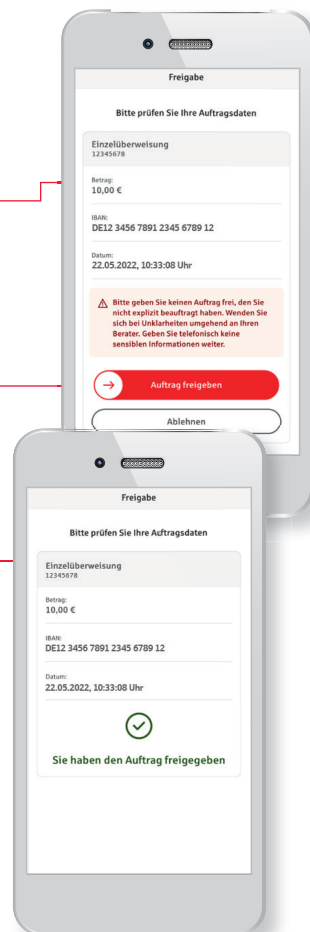 Freigabe
Bitte prüfen Sie Ihre Auftragsdaten
Einzelüberweisung
12345678
Betrag:
10,00 €
IBAN:
DE12 3456 7891 2345 6789 12
Datum:
22.05.2022, 10:33:08 Uhr
Bitte geben Sie keinen Auftrag frei, den Sie
nicht explizit beauftragt haben. Wenden Sie
sich bei Unklarheiten umgehend an Ihren
Berater. Geben Sie telefonisch keine
sensiblen Informationen weiter.
Auftrag freigeben
Ablehnen
Freigabe
Bitte prüfen Sie Ihre Auftragsdaten
Einzelüberweisung
12345678
Betrag:
10,00 €
IBAN:
DE12 3456 7891 2345 6789 12
Datum:
22.05.2022, 10:33:08 Uhr
Sie haben den Auftrag freigegeben